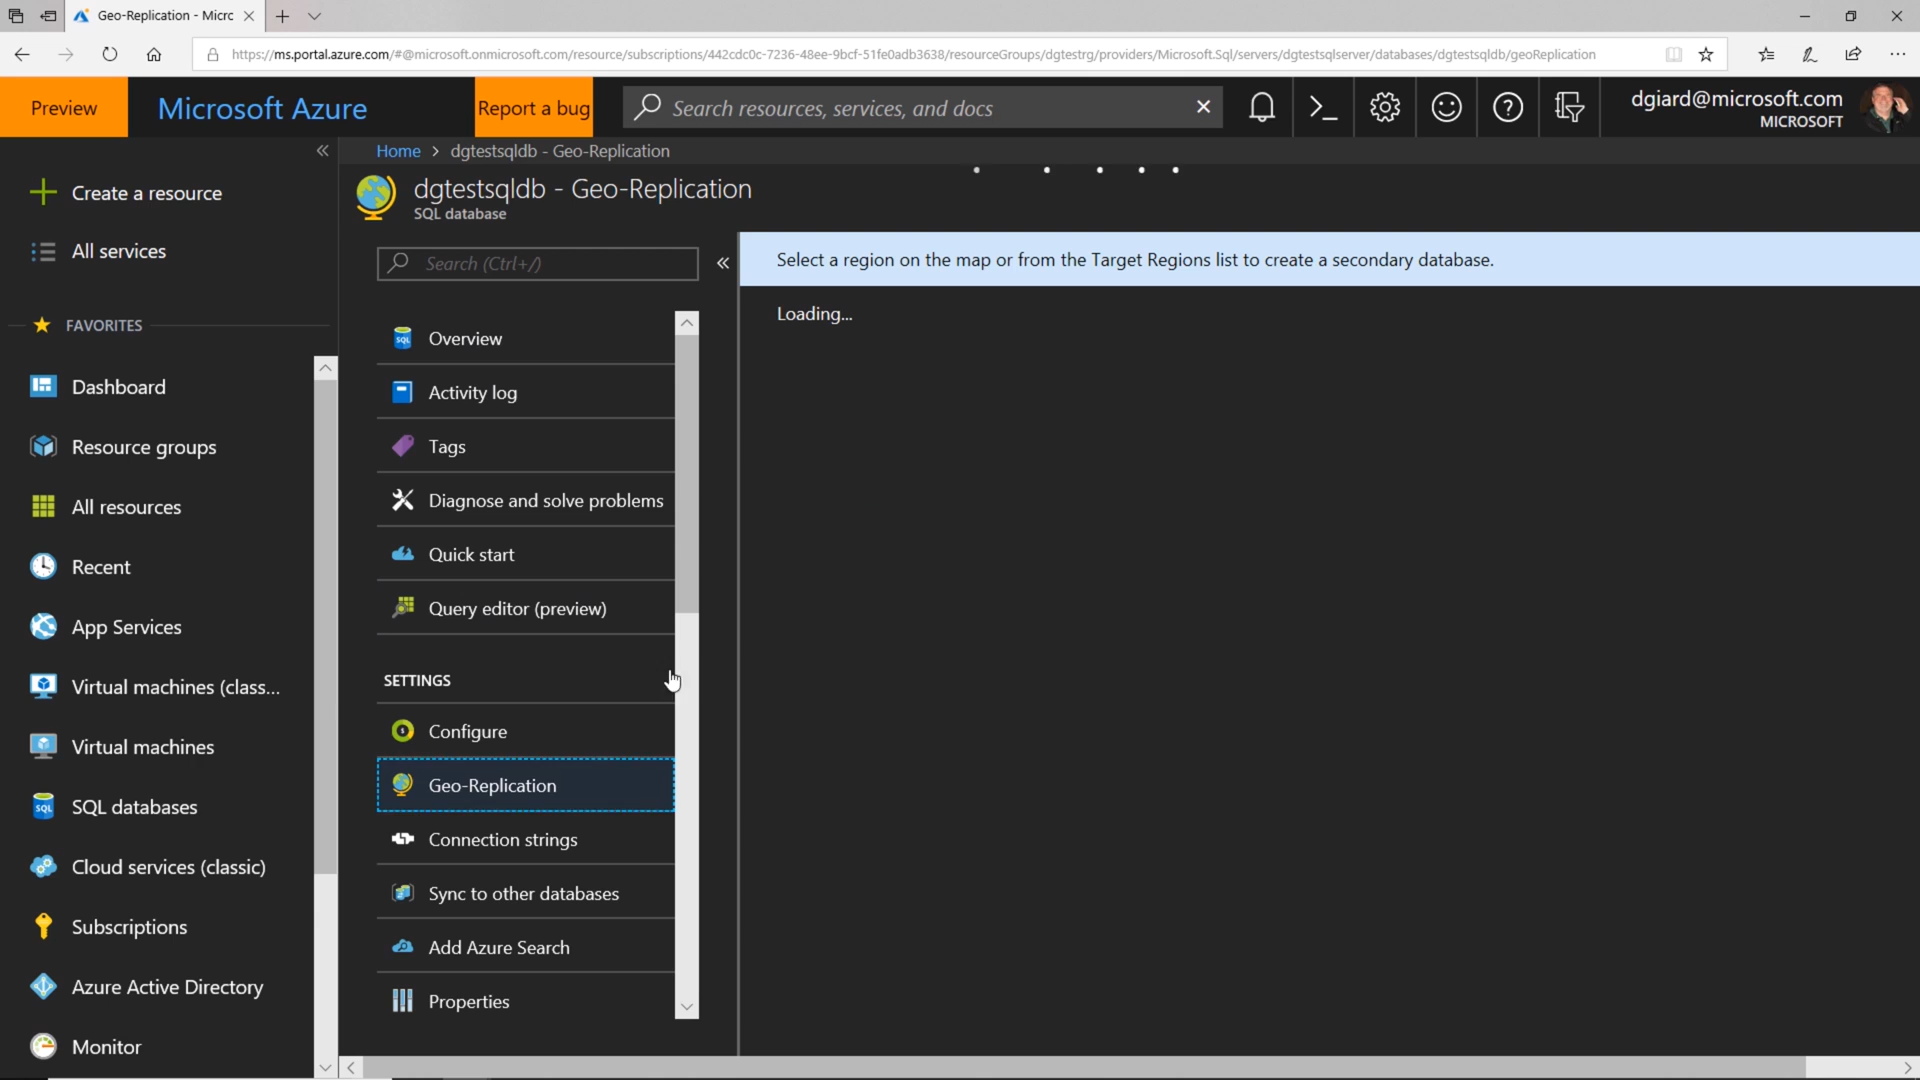 Geo-Replication - Micr
https://ms.portal.azure.com/#@microsoft.onmicrosoft.com/resource/subscriptions/442cdc0c-7236-48ee-9bcf-51fe0adb3638/resourceGroups/dgtestrg/providers/Microsoft.Sql/servers/dgtestsqlserver/databases/dgtestsqldb/geoReplication
Preview
Microsoft Azure
Report a bug
Search resources, services, and docs
dgiard@microsoft.com
MICROSOFT
Home > dgtestsqldb - Geo-Replication
dgtestsqldb - Geo-Replication
SQL database
Create a resource
All services
FAVORITES
Dashboard
Resource groups
All resources
Recent
App Services
Virtual machines (class...
Virtual machines
SQL databases
Cloud services (classic)
Subscriptions
Azure Active Directory
Monitor
Search (Ctrl+/)
Overview
Activity log
Tags
Diagnose and solve problems
Quick start
Query editor (preview)
SETTINGS
Configure
Geo-Replication
Connection strings
Sync to other databases
Add Azure Search
Properties
Select a region on the map or from the Target Regions list to create a secondary database.
Loading...